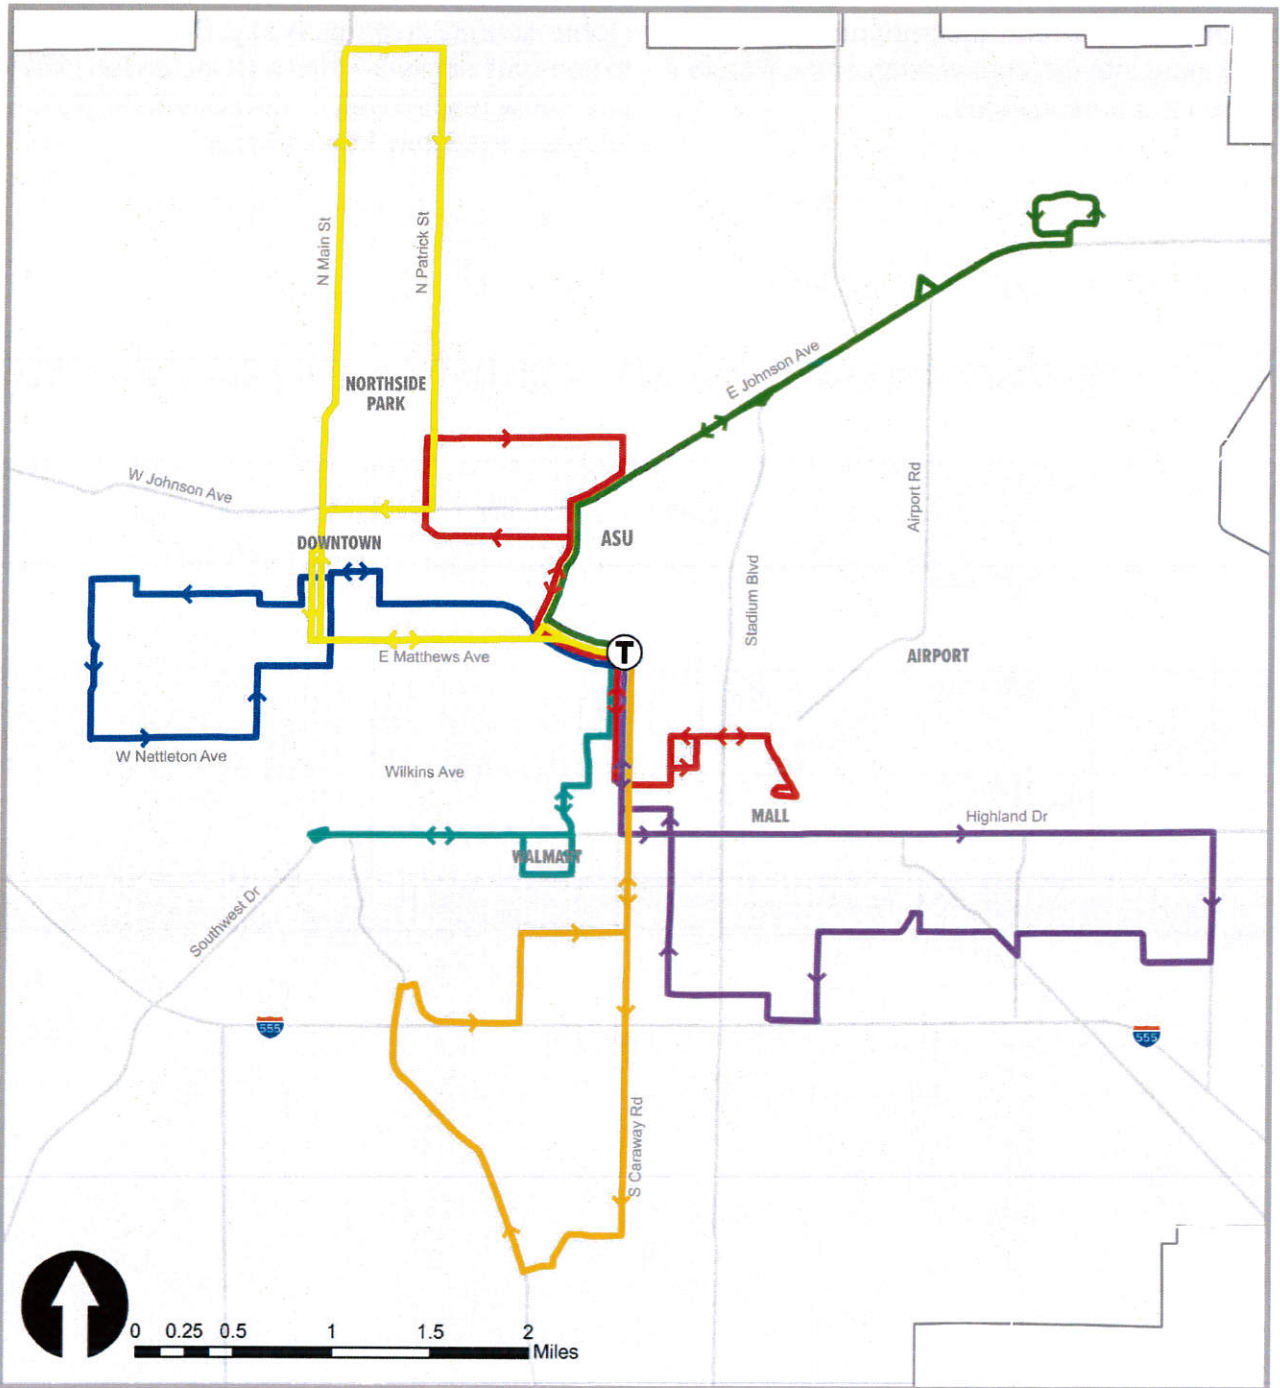 N Main St
N Patrick St
NORTHSIDE
PARK
E Johnson Ave
W Johnson Ave
Airport Rd
DOWNTOWN
ASU
Stadium Blvd
T
E Matthews Ave
AIRPORT
W Nettleton Ave
Wilkins Ave
MALL
Highland Dr
WALMART
Southwest Dr
555
555
S Caraway Rd
0 0.25 0.5 1 1.5 2
Miles